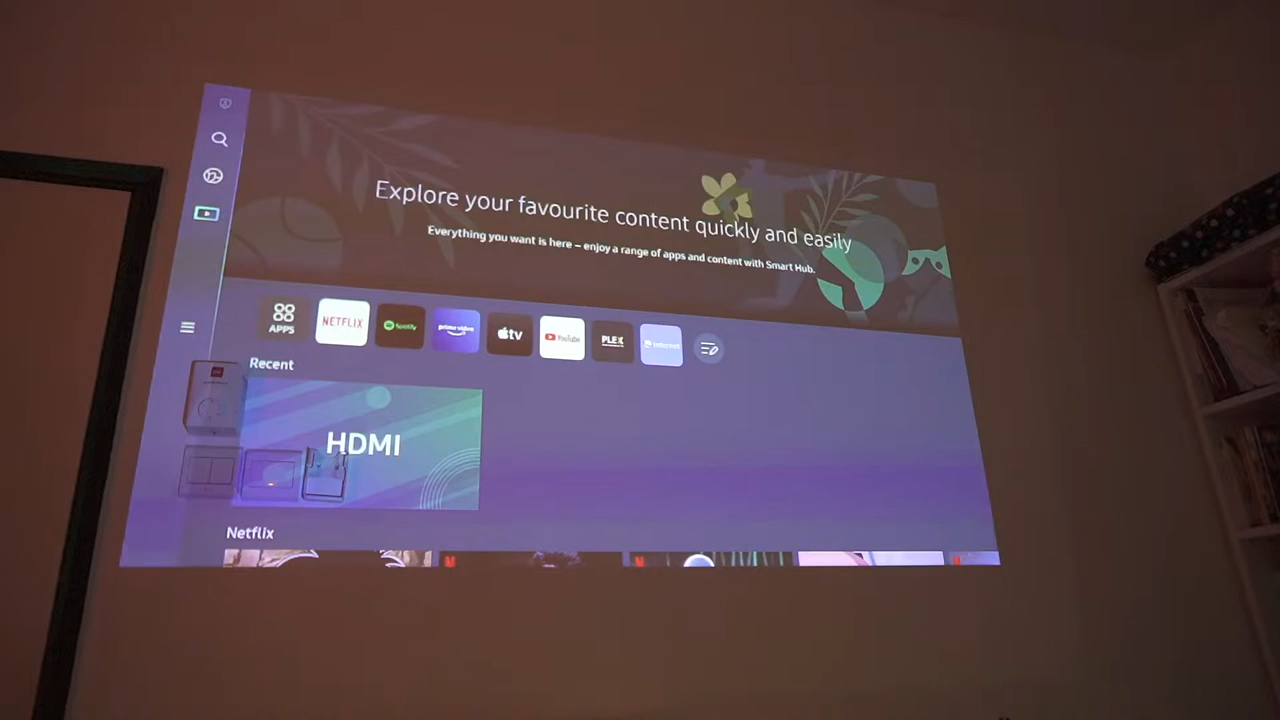 Explore your favourite content quickly and easily
Everything you want is here – enjoy a range of apps and content with Smart Hub.
APPS
NETFLIX
Spotify
prime video
tv
YouTube
PLEX
Internet
Recent
HDMI
Netflix
N
N
N